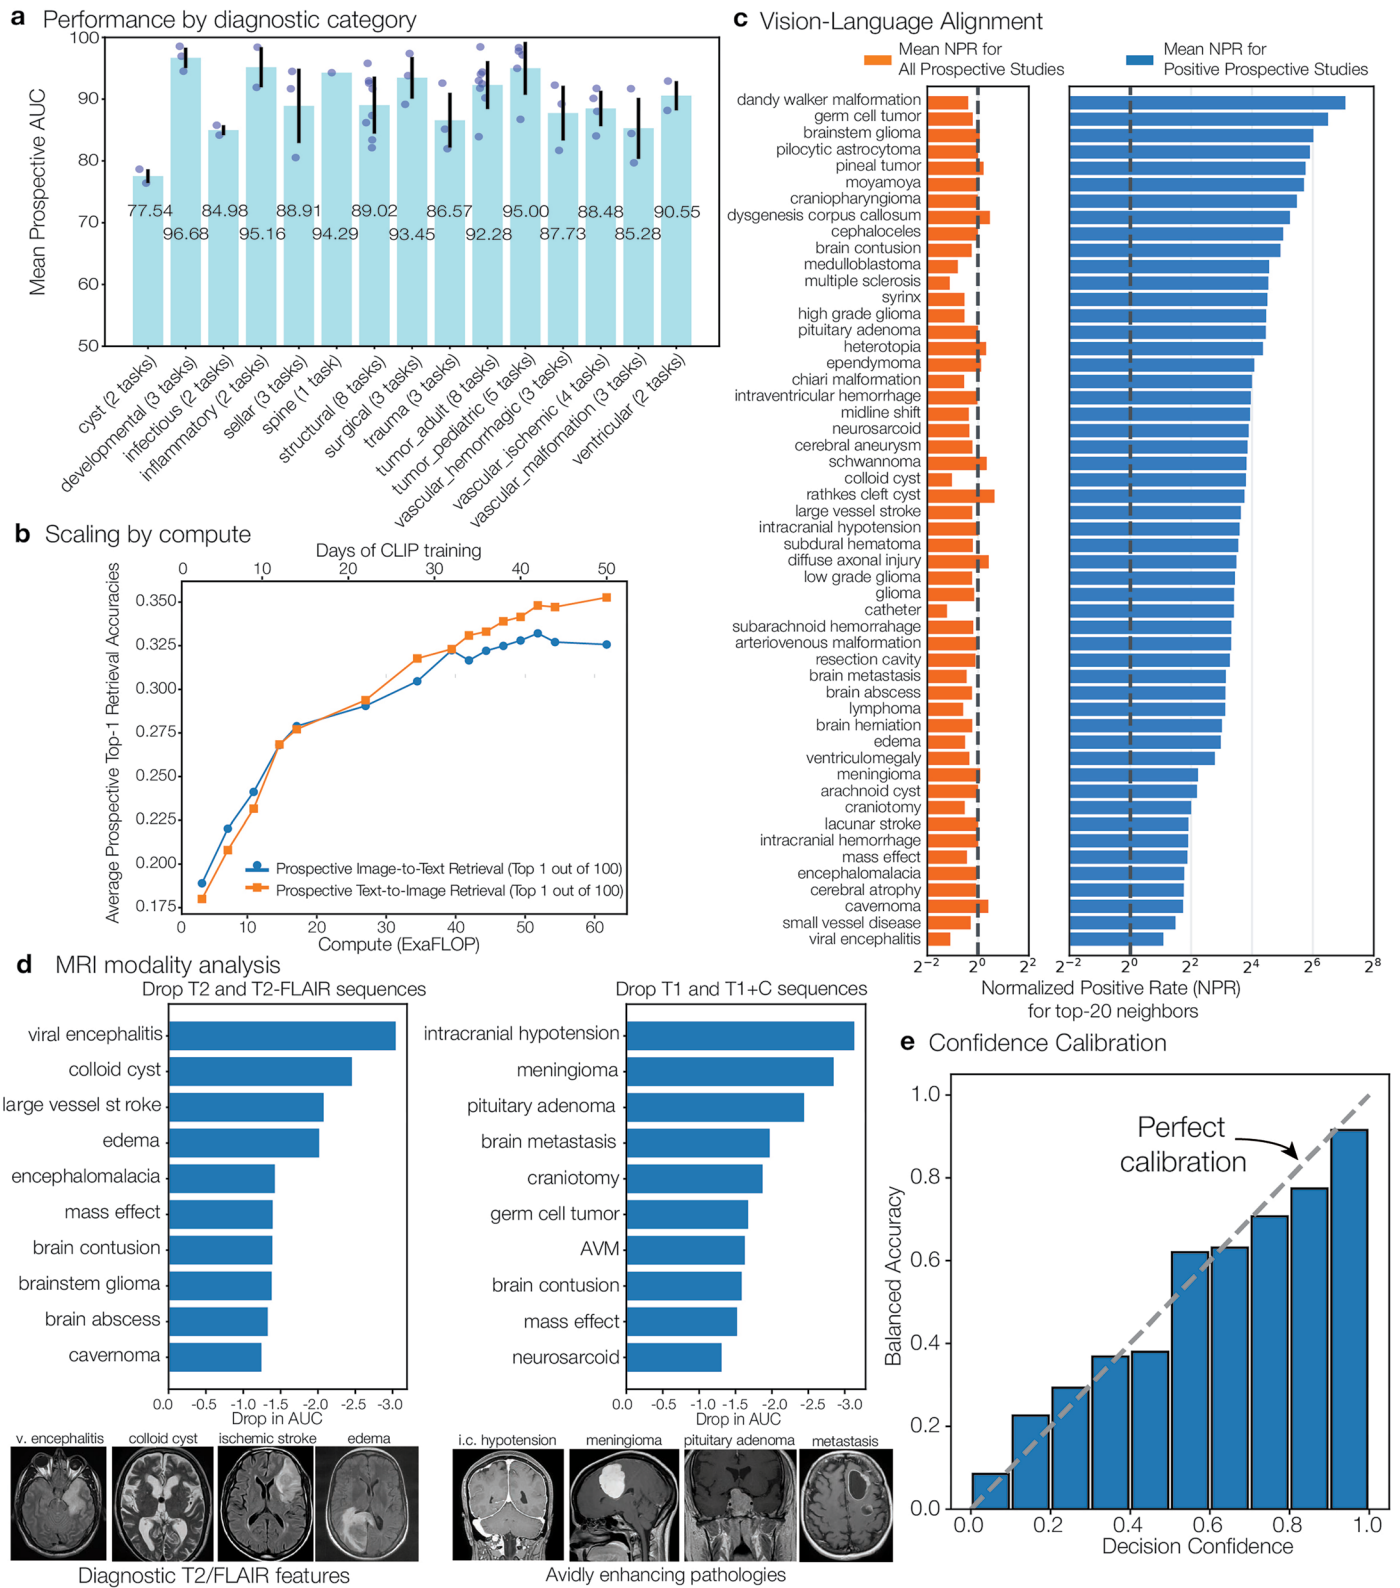 a Performance by diagnostic category
Mean Prospective AUC
100
90
80
70
60
50
77.54 84.98 88.91 89.02 86.57 95.00 88.48 90.55
96.68 95.16 94.29 93.45 92.28 87.73 85.28
cyst (2 tasks)
developmental (3 tasks)
infectious (2 tasks)
inflammatory (2 tasks)
sellar (3 tasks)
spine (1 task)
structural (8 tasks)
surgical (3 tasks)
trauma (3 tasks)
tumor_adult (8 tasks)
tumor_pediatric (5 tasks)
vascular_hemorrhagic (3 tasks)
vascular_ischemic (4 tasks)
vascular_malfomation (3 tasks)
ventricular (2 tasks)
b Scaling by compute
Days of CLIP training
0 10 20 30 40 50
Average Prospective Top-1 Retrieval Accuracies
0.350
0.325
0.300
0.275
0.250
0.225
0.200
0.175
Prospective Image-to-Text Retrieval (Top 1 out of 100)
Prospective Text-to-Image Retrieval (Top 1 out of 100)
0 10 20 30 40 50 60
Compute (ExaFLOP)
c Vision-Language Alignment
Mean NPR for
All Prospective Studies
Mean NPR for
Positive Prospective Studies
dandy walker malformation
germ cell tumor
brainstem glioma
pilocytic astrocytoma
pineal tumor
moyamoya
craniopharyngioma
dysgenesis corpus callosum
cephaloceles
brain contusion
medulloblastoma
multiple sclerosis
syrinx
high grade glioma
pituitary adenoma
heterotopia
ependymoma
chiari malformation
intraventricular hemorrhage
midline shift
neurosarcoid
cerebral aneurysm
schwannoma
colloid cyst
rathkes cleft cyst
large vessel stroke
intracranial hypotension
subdural hematoma
diffuse axonal injury
low grade glioma
glioma
catheter
subarachnoid hemorrahage
arteriovenous malformation
resection cavity
brain metastasis
brain abscess
lymphoma
brain herniation
edema
ventriculomegaly
meningioma
arachnoid cyst
craniotomy
lacunar stroke
intracranial hemorrhage
mass effect
encephalomalacia
cerebral atrophy
cavernoma
small vessel disease
viral encephalitis
2⁻² 2⁰ 2² 2⁻² 2⁰ 2² 2⁴ 2⁶ 2⁸
Normalized Positive Rate (NPR)
for top-20 neighbors
d MRI modality analysis
Drop T2 and T2-FLAIR sequences
viral encephalitis
colloid cyst
large vessel st roke
edema
encephalomalacia
mass effect
brain contusion
brainstem glioma
brain abscess
cavernoma
0.0 -0.5 -1.0 -1.5 -2.0 -2.5 -3.0
Drop in AUC
v. encephalitis colloid cyst ischemic stroke edema
Diagnostic T2/FLAIR features
Drop T1 and T1+C sequences
intracranial hypotension
meningioma
pituitary adenoma
brain metastasis
craniotomy
germ cell tumor
AVM
brain contusion
mass effect
neurosarcoid
0.0 -0.5 -1.0 -1.5 -2.0 -2.5 -3.0
Drop in AUC
i.c. hypotension meningioma pituitary adenoma metastasis
Avidly enhancing pathologies
e Confidence Calibration
Balanced Accuracy
1.0
0.8
0.6
0.4
0.2
0.0
Perfect
calibration
0.0 0.2 0.4 0.6 0.8 1.0
Decision Confidence